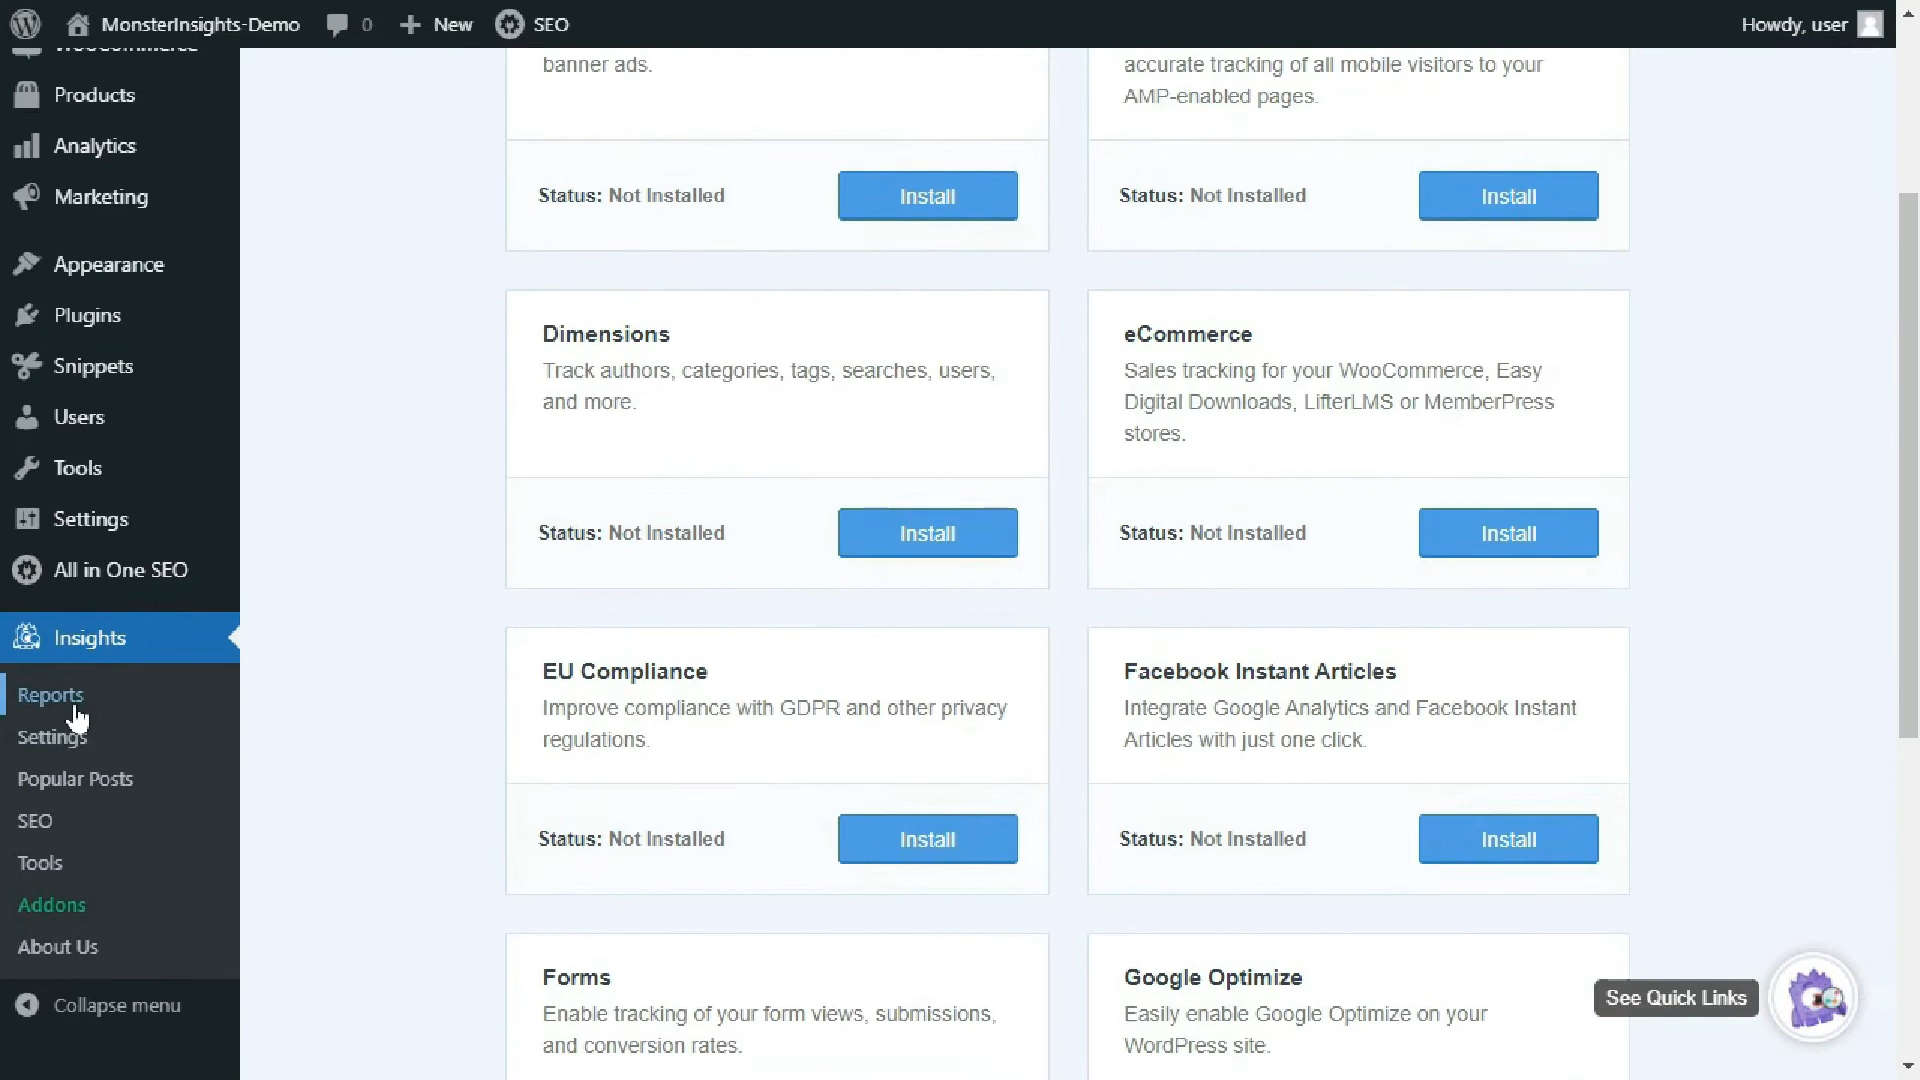 MonsterInsights-Demo
0
New
SEO
Howdy, user
WooCommerce
Products
Analytics
Marketing
Appearance
Plugins
Snippets
Users
Tools
Settings
All in One SEO
Insights
Reports
Settings
Popular Posts
SEO
Tools
Addons
About Us
Collapse menu
banner ads.
Status: Not Installed
Install
accurate tracking of all mobile visitors to your
AMP-enabled pages.
Status: Not Installed
Install
Dimensions
Track authors, categories, tags, searches, users,
and more.
Status: Not Installed
Install
eCommerce
Sales tracking for your WooCommerce, Easy
Digital Downloads, LifterLMS or MemberPress
stores.
Status: Not Installed
Install
EU Compliance
Improve compliance with GDPR and other privacy
regulations.
Status: Not Installed
Install
Facebook Instant Articles
Integrate Google Analytics and Facebook Instant
Articles with just one click.
Status: Not Installed
Install
Forms
Enable tracking of your form views, submissions,
and conversion rates.
Google Optimize
Easily enable Google Optimize on your
WordPress site.
See Quick Links